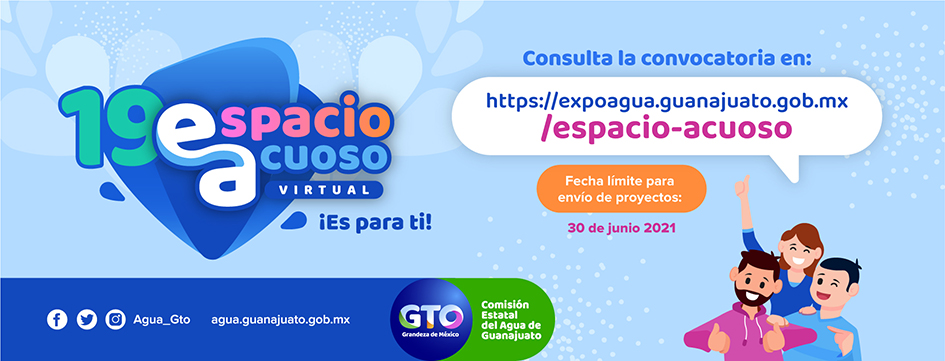 19 espacio
acuoso
VIRTUAL
¡Es para ti!
Consulta la convocatoria en:
https://expoagua.guanajuato.gob.mx
/espacio-acuoso
Fecha límite para
envío de proyectos:
30 de junio 2021
Agua_Gto
agua.guanajuato.gob.mx
GTO
Grandeza de México
Comisión
Estatal
del Agua de
Guanajuato